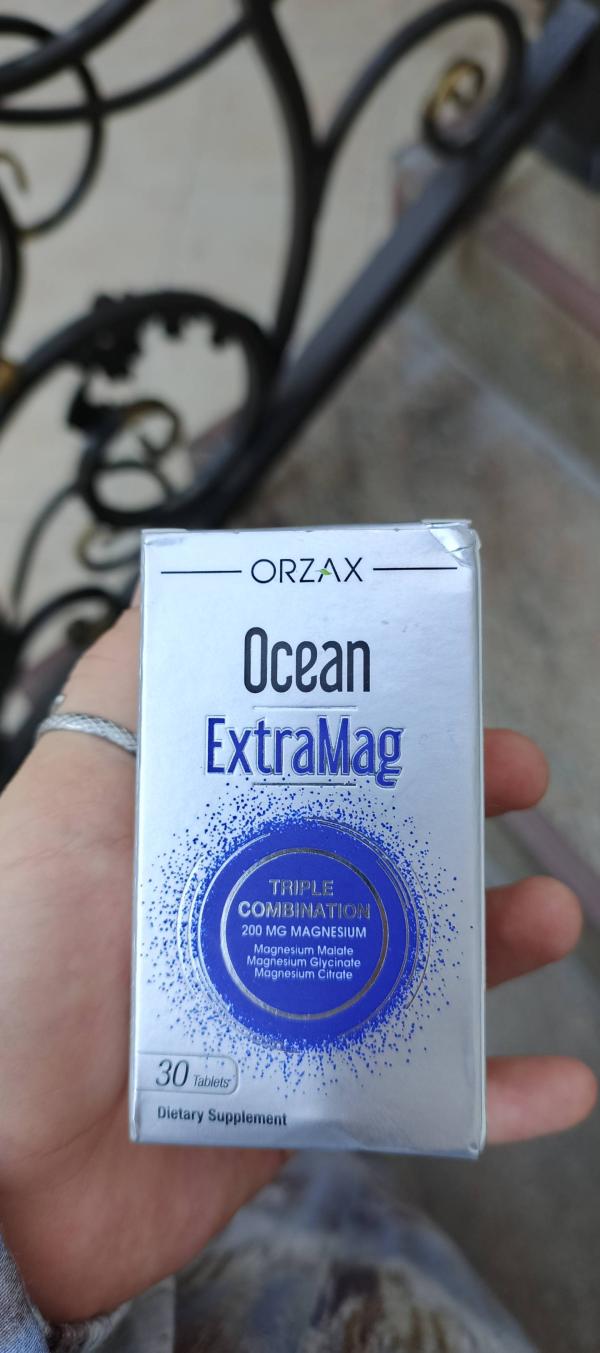 ORZAX
Ocean
ExtraMag
TRIPLE
COMBINATION
200 MG MAGNESIUM
Magnesium Malate
Magnesium Glycinate
Magnesium Citrate
30 Tablets
Dietary Supplement